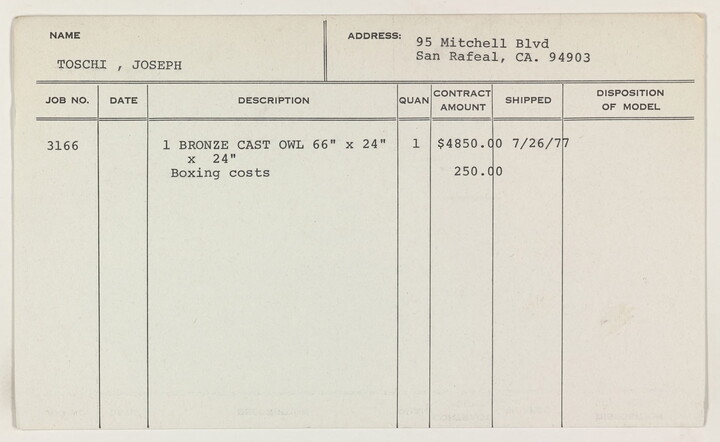 NAME
TOSCHI , JOSEPH
ADDRESS:
95 Mitchell Blvd
San Rafeal, CA. 94903
JOB NO. DATE DESCRIPTION QUAN CONTRACT AMOUNT SHIPPED DISPOSITION OF MODEL
3166 1 BRONZE CAST OWL 66" x 24" 1 $4850.00 7/26/77
x 24"
Boxing costs 250.00